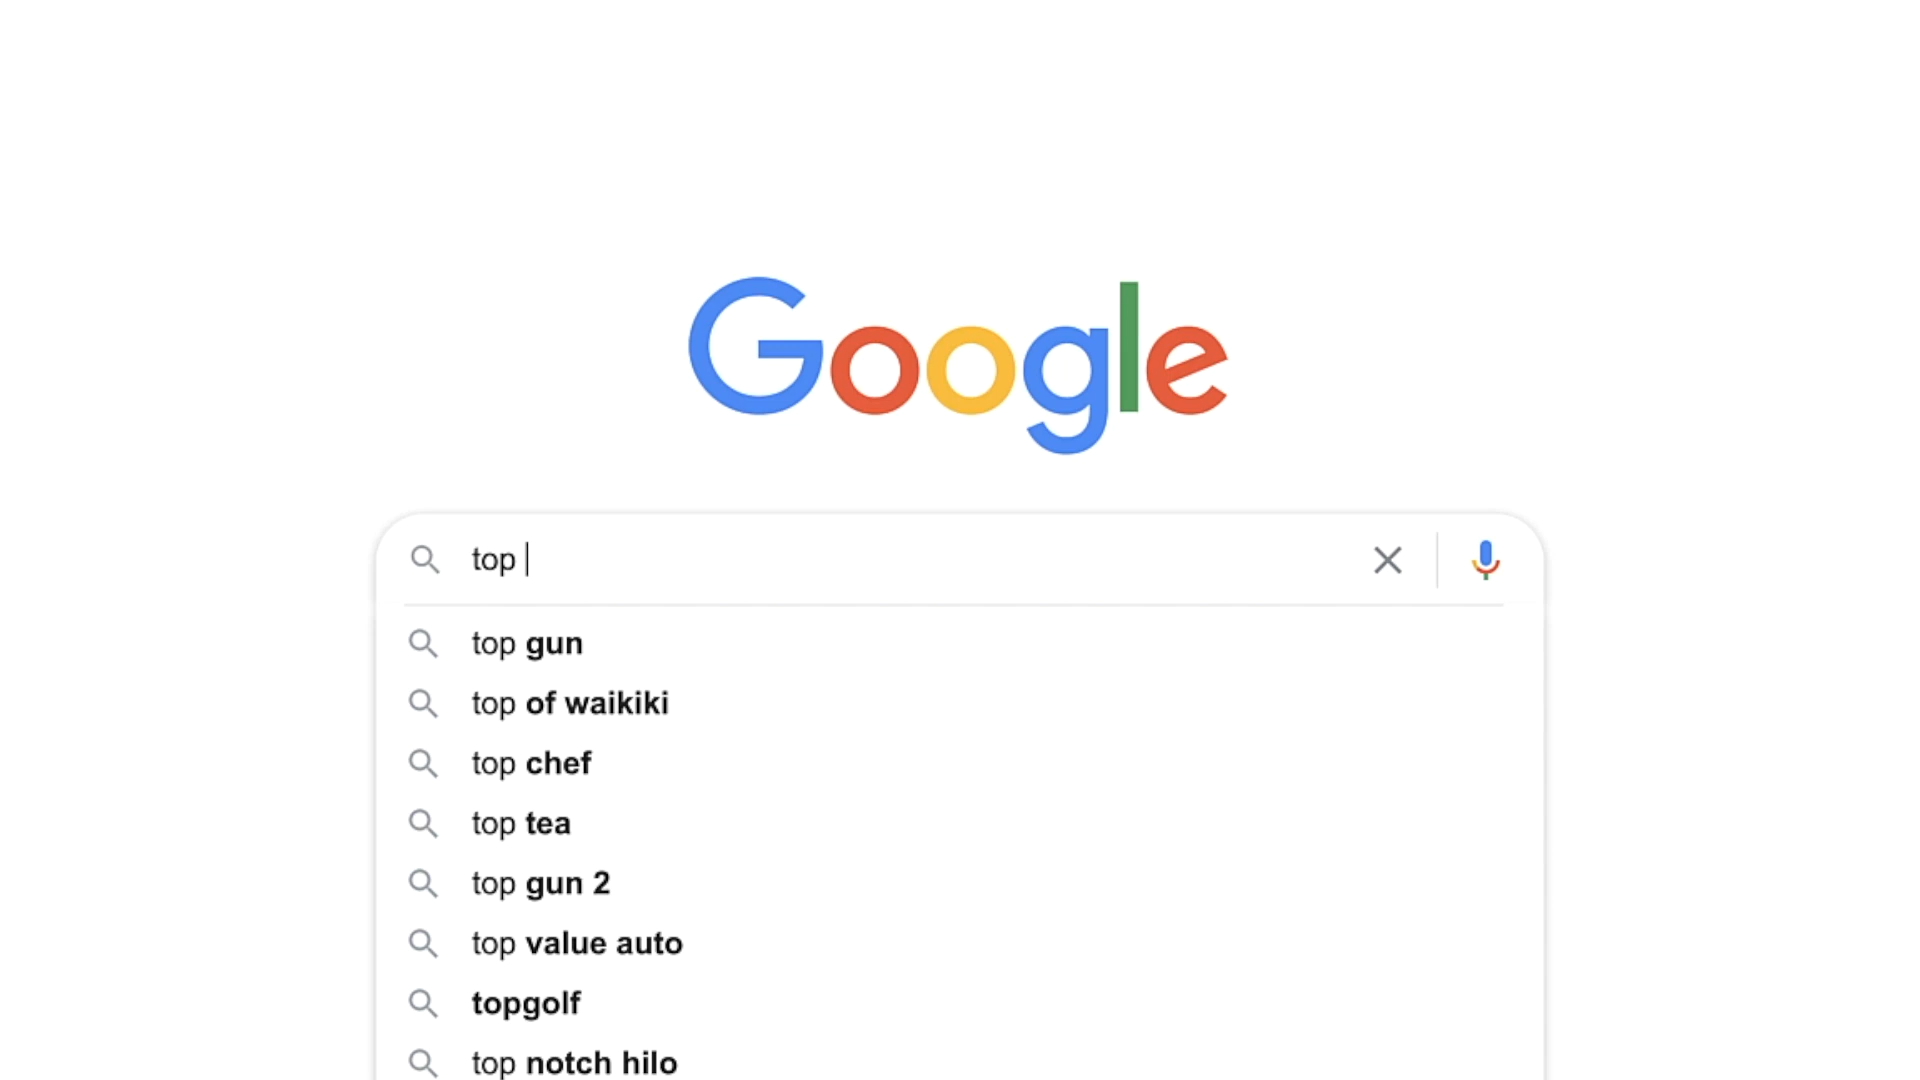 Google
top
top gun
top of waikiki
top chef
top tea
top gun 2
top value auto
topgolf
top notch hilo